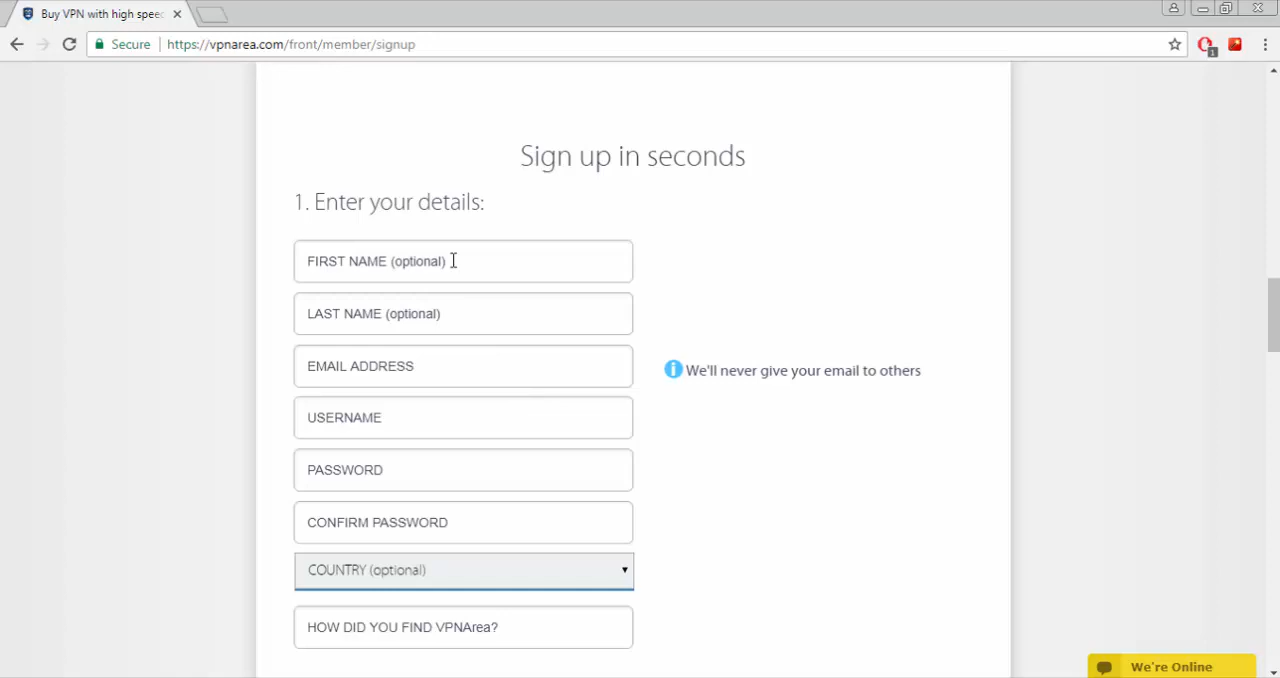 Buy VPN with high speed
Secure
https://vpnarea.com/front/member/signup
1
Sign up in seconds
1. Enter your details:
FIRST NAME (optional)
LAST NAME (optional)
EMAIL ADDRESS
We'll never give your email to others
USERNAME
PASSWORD
CONFIRM PASSWORD
COUNTRY (optional)
HOW DID YOU FIND VPNArea?
We're Online